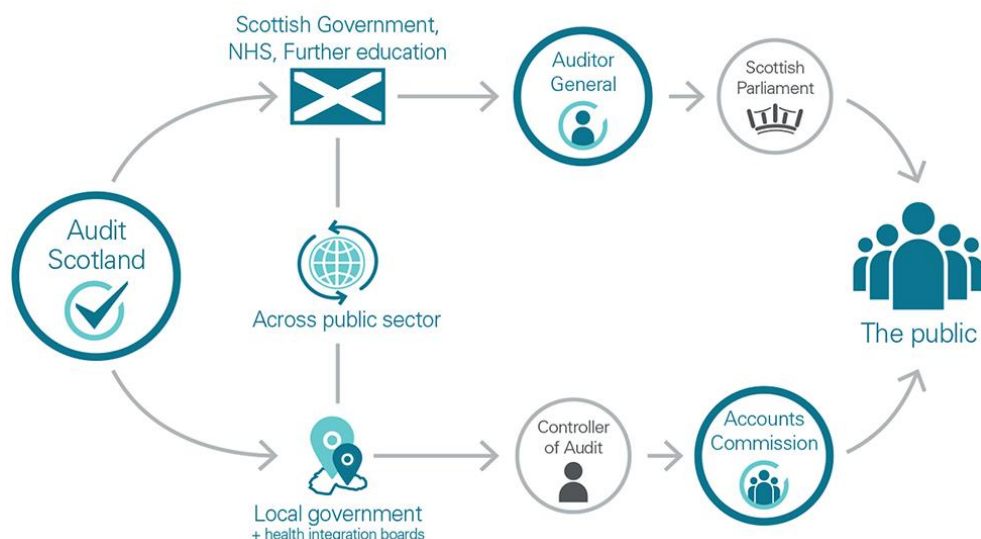 Scottish Government,
NHS, Further education
Auditor
General
Scottish
Parliament
Audit
Scotland
Across public sector
The public
Controller
of Audit
Accounts
Commission
Local government
+ health integration boards